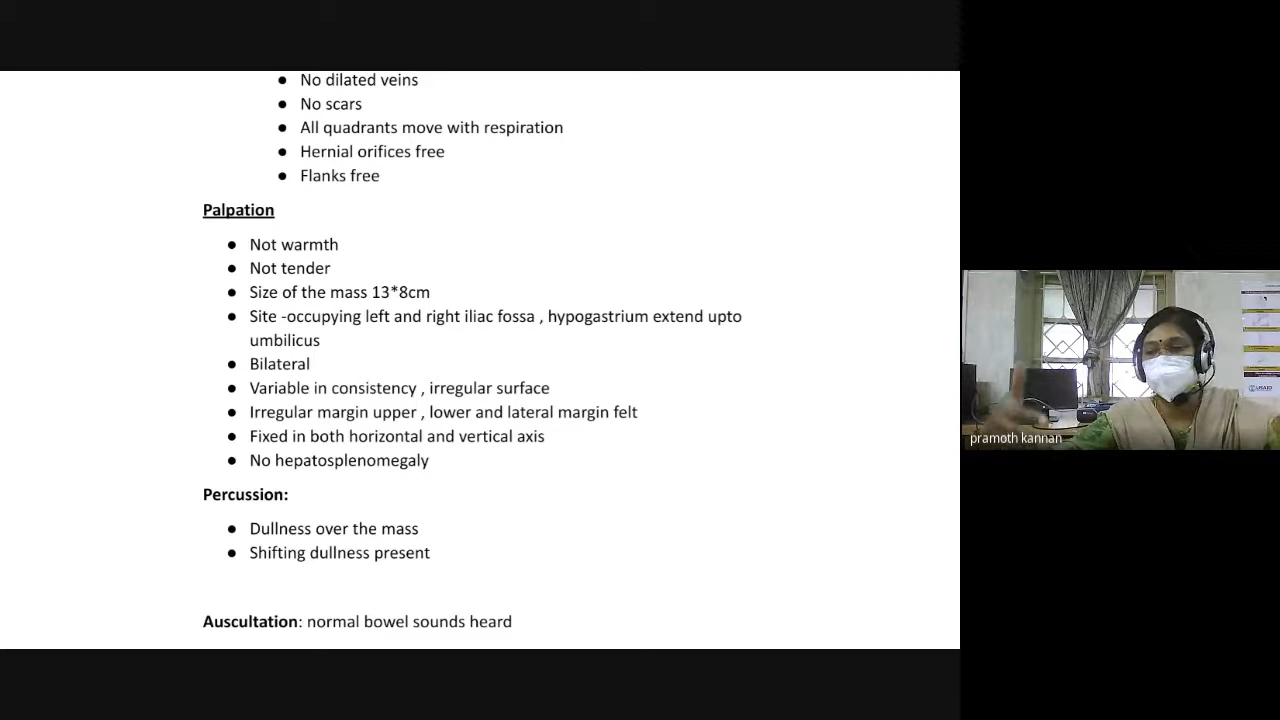 ● No dilated veins
● No scars
● All quadrants move with respiration
● Hernial orifices free
● Flanks free
Palpation
● Not warmth
● Not tender
● Size of the mass 13*8cm
● Site -occupying left and right iliac fossa , hypogastrium extend upto
umbilicus
● Bilateral
● Variable in consistency , irregular surface
● Irregular margin upper , lower and lateral margin felt
● Fixed in both horizontal and vertical axis
● No hepatosplenomegaly
Percussion:
● Dullness over the mass
● Shifting dullness present
Auscultation: normal bowel sounds heard
USAID
pramoth kannan